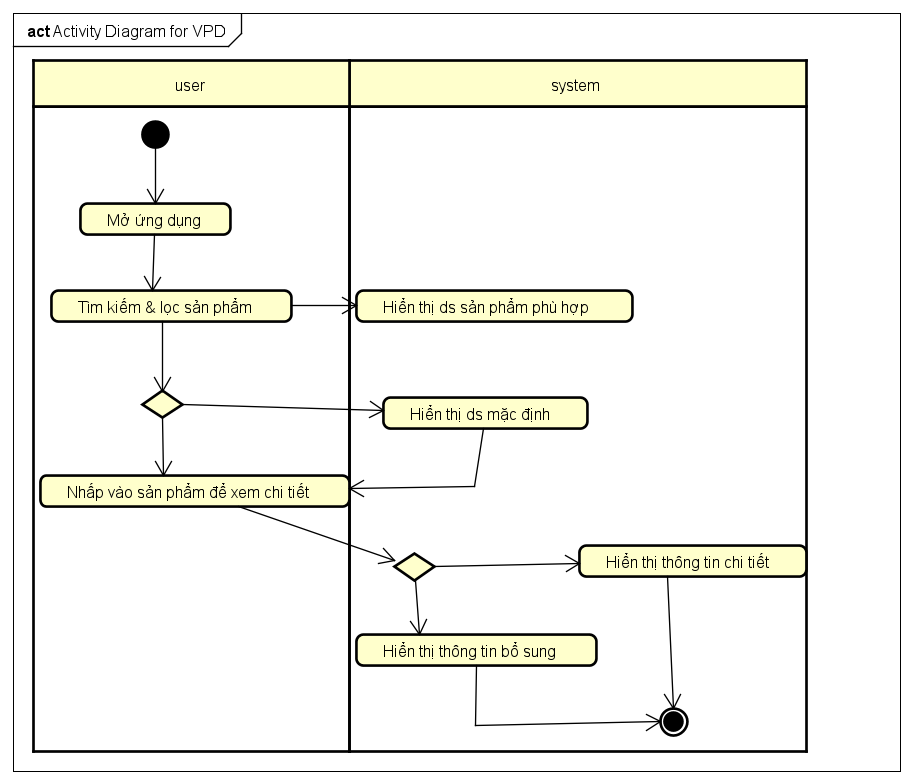 act Activity Diagram for VPD
user
system
Mở ứng dụng
Tìm kiếm & lọc sản phẩm
Hiển thị ds sản phẩm phù hợp
Hiển thị ds mặc định
Nhấp vào sản phẩm để xem chi tiết
Hiển thị thông tin chi tiết
Hiển thị thông tin bổ sung